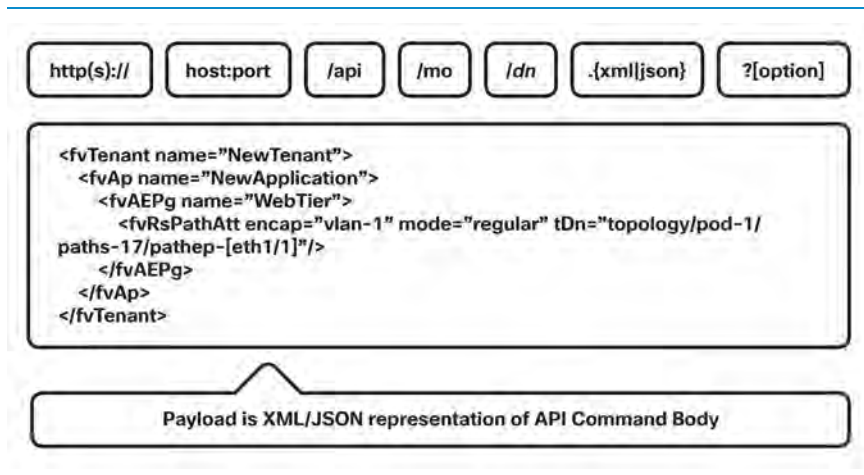 http(s):// host:port /api /mo /dn .{xml|json} ?[option]
<fvTenant name=”NewTenant”>
<fvAp name=”NewApplication”>
<fvAEPg name=”WebTier”>
<fvRsPathAtt encap=”vlan-1” mode=”regular” tDn=”topology/pod-1/
paths-17/pathep-[eth1/1]”/>
</fvAEPg>
</fvAp>
</fvTenant>
Payload is XML/JSON representation of API Command Body